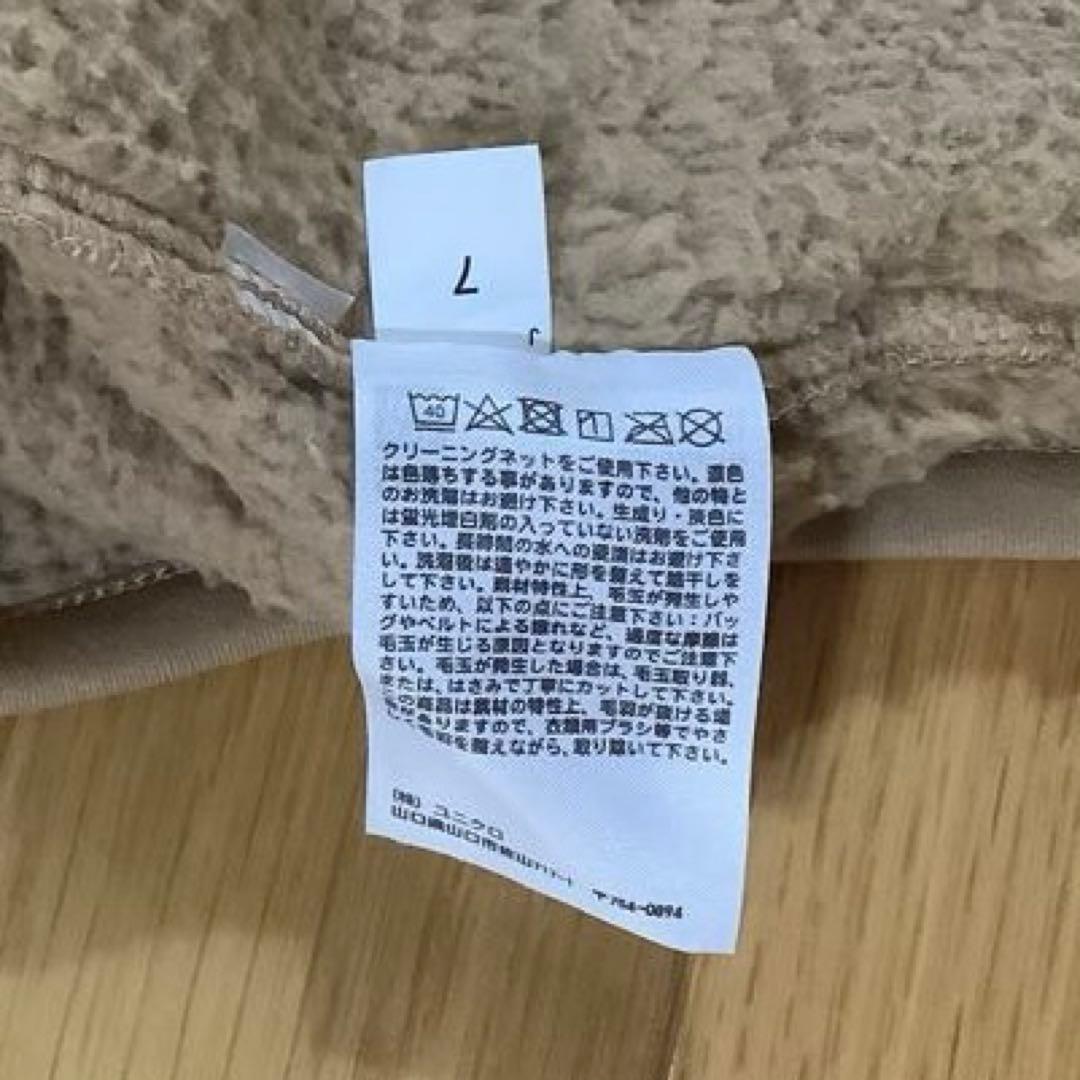 7
40
クリーニングネットをご使用下さい。濃色
は色落ちする事がありますので、他の物と
のお洗濯はお避け下さい。生成り・淡色に
は蛍光増白剤の入っていない洗剤をご使用
下さい。長時間の水への浸漬はお避け下さ
い。洗濯後は速やかに形を整えて陰干しを
して下さい。素材特性上、毛玉が発生しや
すいため、以下の点にご注意下さい：バッ
グやベルトによる擦れなど、過度な摩擦は
毛玉が生じる原因となりますのでご注意下
さい。毛玉が発生した場合は、毛玉取り器、
または、はさみで丁寧にカットして下さい。
の商品は素材の特性上、毛羽が抜ける場
がありますので、衣類用ブラシ等でやさ
を整えながら、取り除いて下さい。
(株) ユニクロ
山口県山口市佐山717-1 〒754-0894